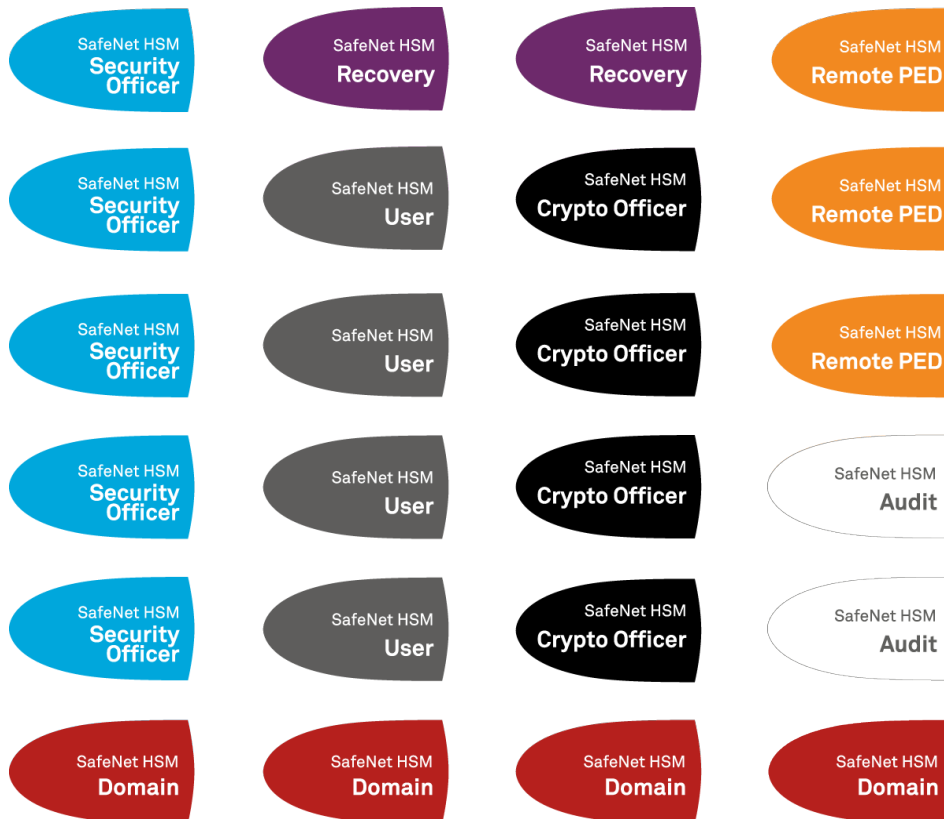 SafeNet HSM
Security
Officer
SafeNet HSM
Recovery
SafeNet HSM
Recovery
SafeNet HSM
Remote PED
SafeNet HSM
Security
Officer
SafeNet HSM
User
SafeNet HSM
Crypto Officer
SafeNet HSM
Remote PED
SafeNet HSM
Security
Officer
SafeNet HSM
User
SafeNet HSM
Crypto Officer
SafeNet HSM
Remote PED
SafeNet HSM
Security
Officer
SafeNet HSM
User
SafeNet HSM
Crypto Officer
SafeNet HSM
Audit
SafeNet HSM
Security
Officer
SafeNet HSM
User
SafeNet HSM
Crypto Officer
SafeNet HSM
Audit
SafeNet HSM
Domain
SafeNet HSM
Domain
SafeNet HSM
Domain
SafeNet HSM
Domain